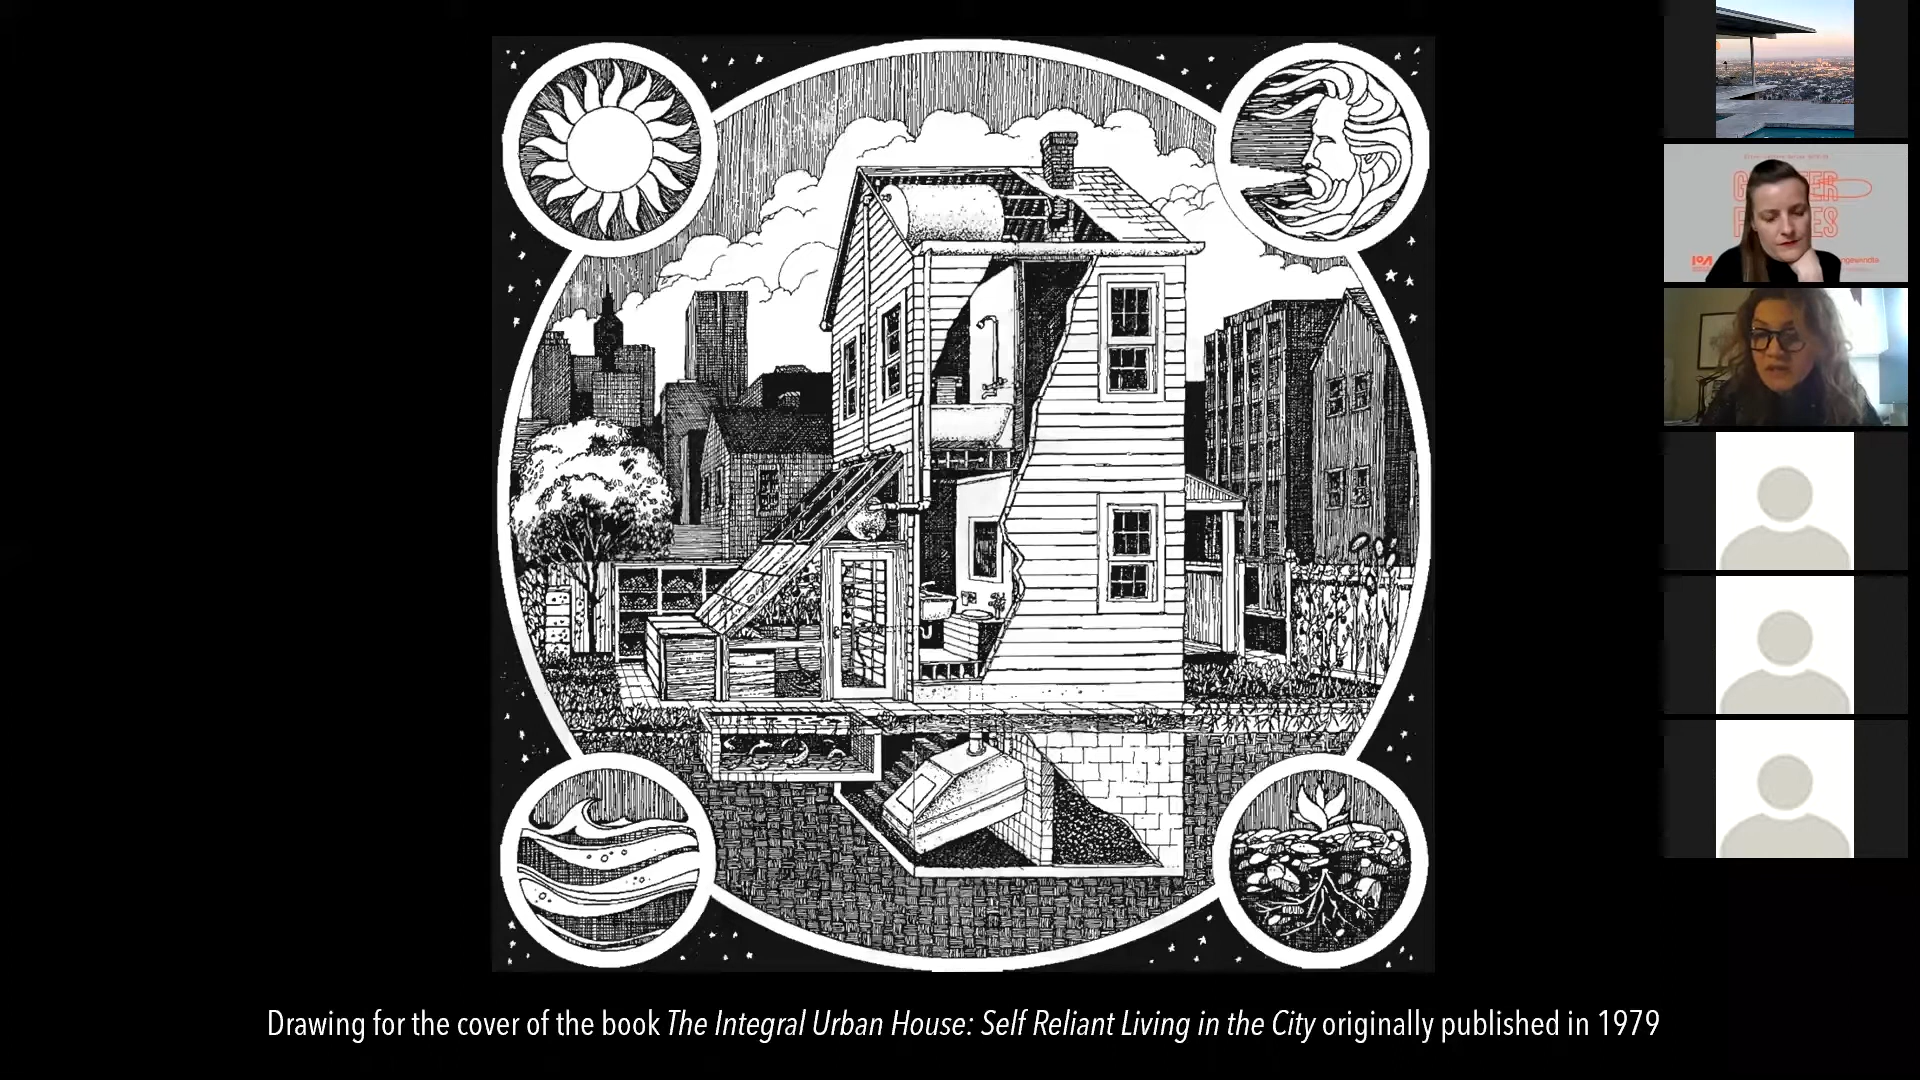 Drawing for the cover of the book The Integral Urban House: Self Reliant Living in the City originally published in 1979